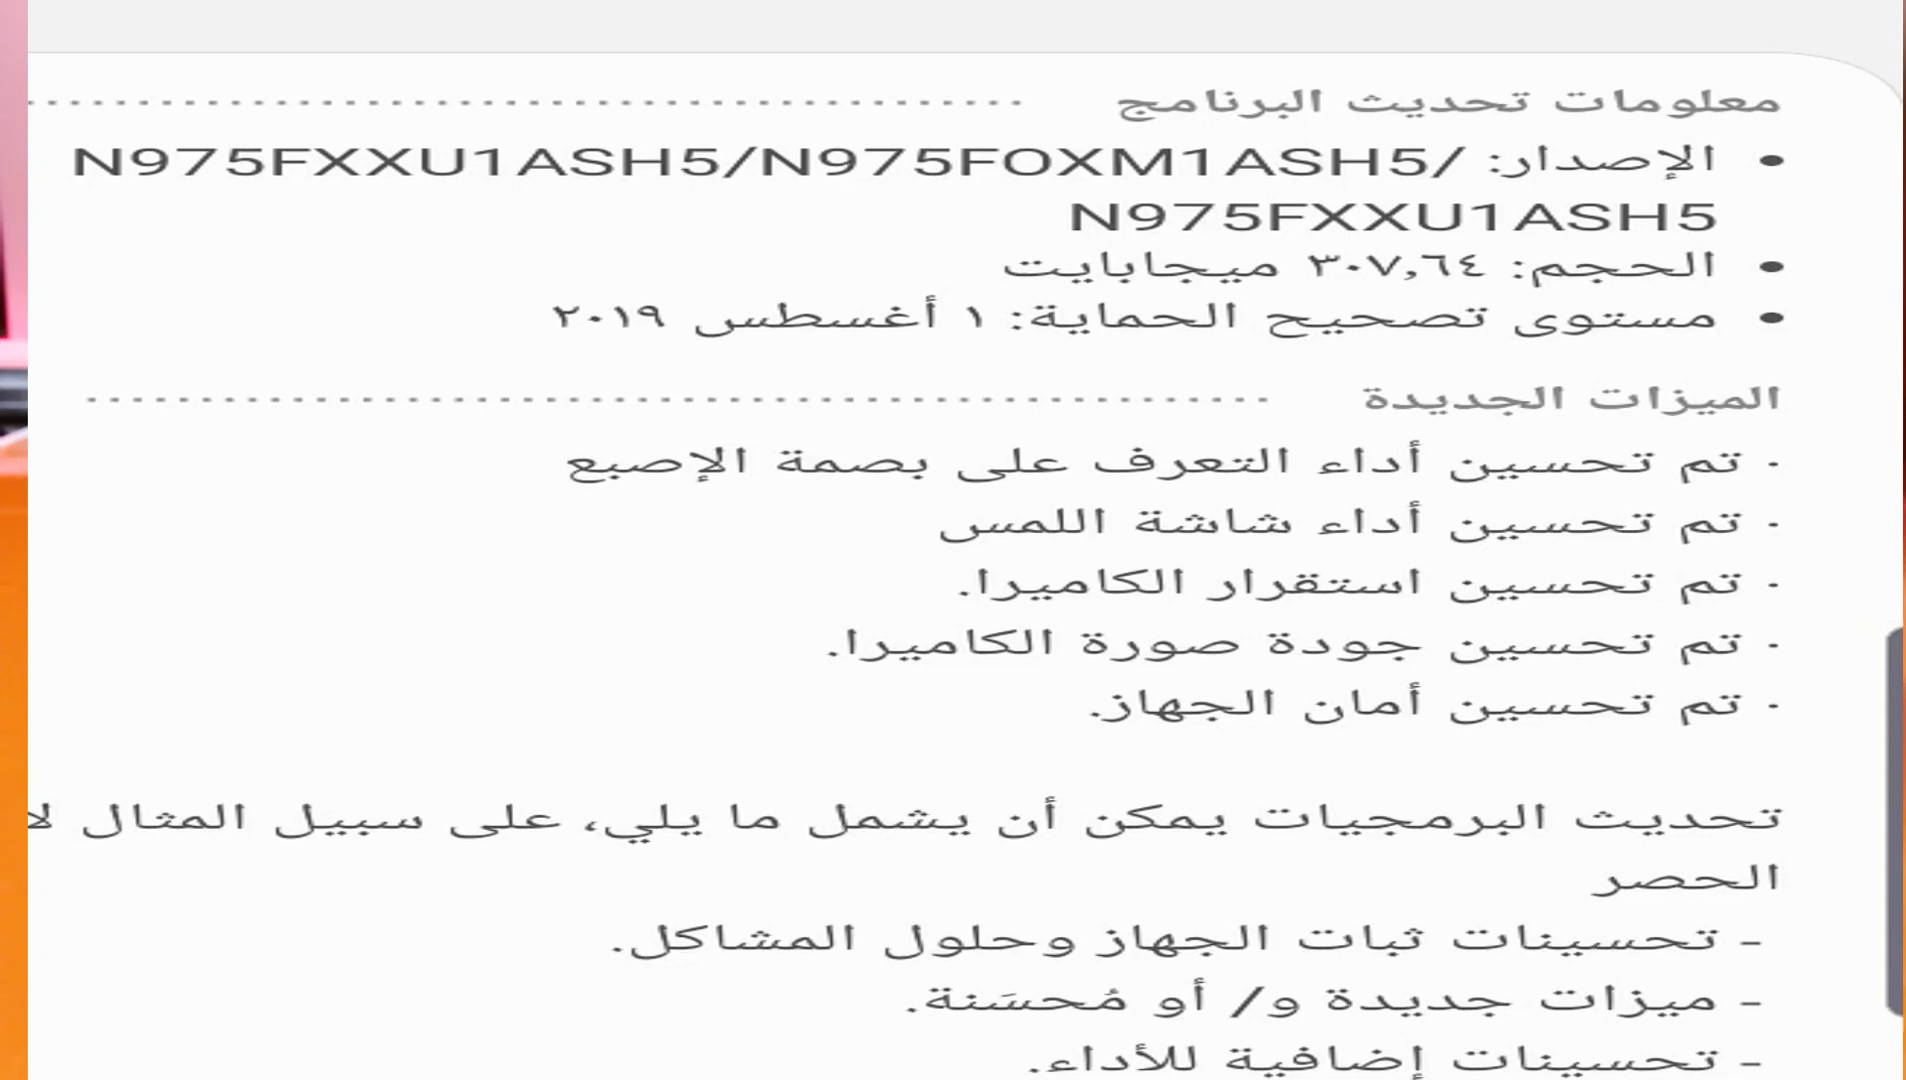 معلومات تحديث البرنامج
• الإصدار: N975FXXU1ASH5/N975FOXM1ASH5/
N975FXXU1ASH5
• الحجم: ٣٠٧,٦٤ ميجابايت
• مستوى تصحيح الحماية: ١ أغسطس ٢٠١٩
الميزات الجديدة
· تم تحسين أداء التعرف على بصمة الإصبع
· تم تحسين أداء شاشة اللمس
· تم تحسين استقرار الكاميرا.
· تم تحسين جودة صورة الكاميرا.
· تم تحسين أمان الجهاز.
تحديث البرمجيات يمكن أن يشمل ما يلي، على سبيل المثال لا
الحصر
- تحسينات ثبات الجهاز وحلول المشاكل.
- ميزات جديدة و/ أو مُحسَنة.
- تحسينات إضافية للأداء.